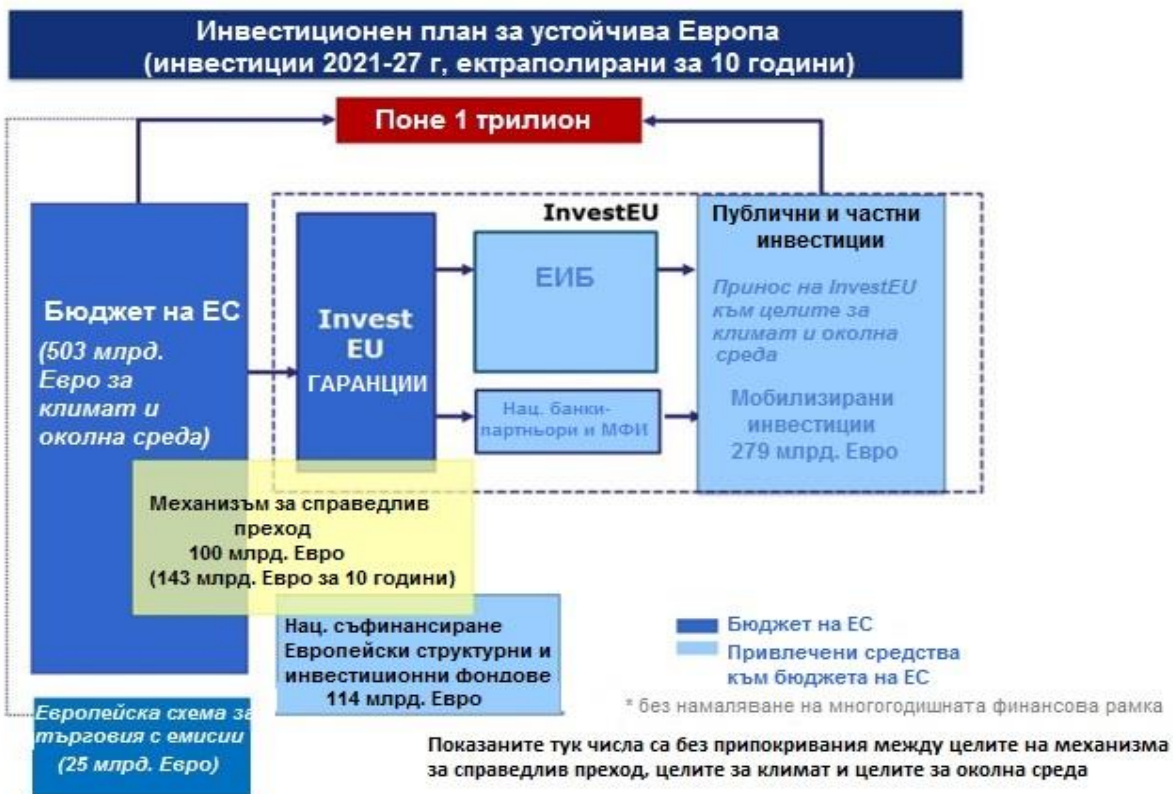 Инвестиционен план за устойчива Европа
(инвестиции 2021-27 г, ектраполирани за 10 години)
Поне 1 трилион
Бюджет на ЕС
(503 млрд.
Евро за
климат и
околна среда)
Invest
EU
ГАРАНЦИИ
InvestEU
ЕИБ
Нац. банки-
партньори и МФИ
Публични и частни
инвестиции
Принос на InvestEU
към целите за
климат и околна
среда
Мобилизирани
инвестиции
279 млрд. Евро
Механизъм за справедлив
преход
100 млрд. Евро
(143 млрд. Евро за 10 години)
Нац. съфинансиране
Европейски структурни и
инвестиционни фондове
114 млрд. Евро
Европейска схема за
търговия с емисии
(25 млрд. Евро)
Бюджет на ЕС
Привлечени средства
към бюджета на ЕС
* без намаляване на многогодишната финансова рамка
Показаните тук числа са без припокривания между целите на механизма
за справедлив преход, целите за климат и целите за околна среда